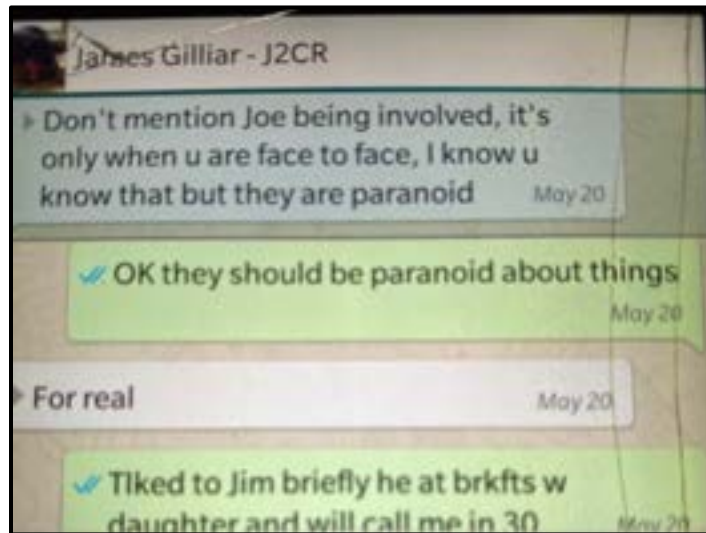 James Gilliar - J2CR
Don't mention Joe being involved, it's
only when u are face to face, I know u
know that but they are paranoid May 20
OK they should be paranoid about things
May 20
For real May 20
Tlked to Jim briefly he at brkfts w
daughter and will call me in 30 May 20